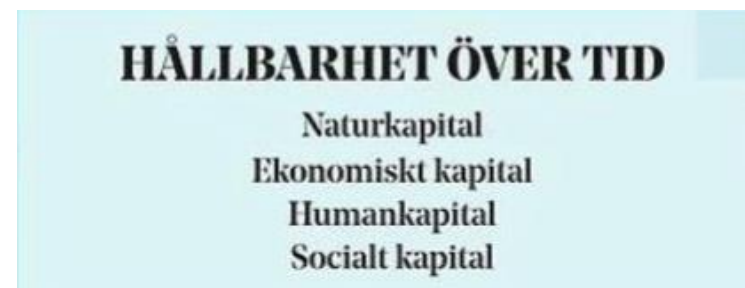 HÅLLBARHET ÖVER TID
Naturkapital
Ekonomiskt kapital
Humankapital
Socialt kapital